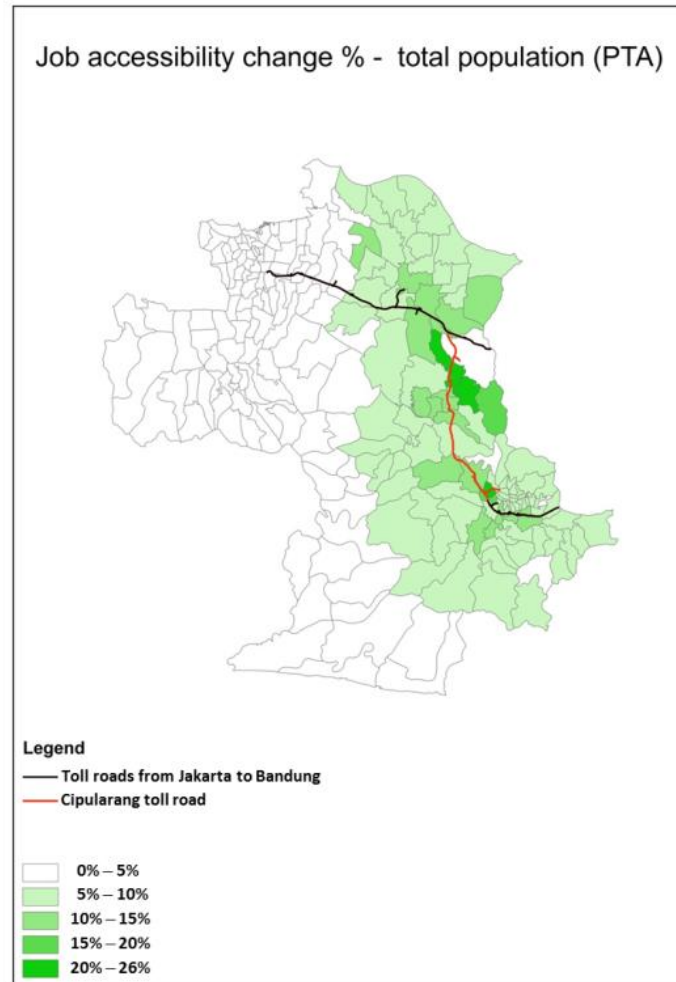 Job accessibility change % - total population (PTA)
Legend
Toll roads from Jakarta to Bandung
Cipularang toll road
0% – 5%
5% – 10%
10% – 15%
15% – 20%
20% – 26%